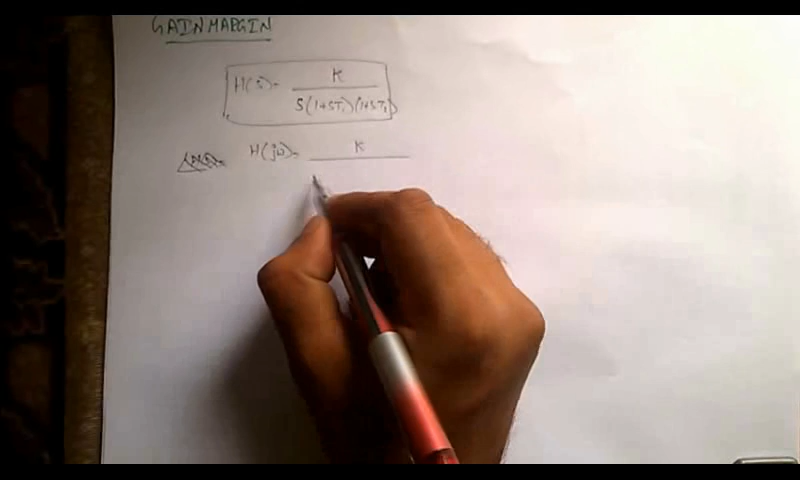 GAIN MARGIN
H(s)= K / S(1+ST1)(1+ST2)
H(jω)= K